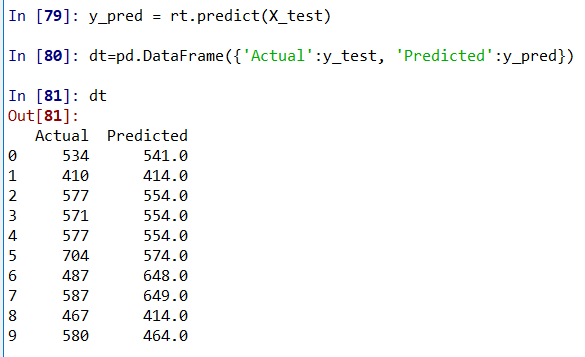 In [79]: y_pred = rt.predict(X_test)
In [80]: dt=pd.DataFrame({'Actual':y_test, 'Predicted':y_pred})
In [81]: dt
Out[81]:
Actual Predicted
0 534 541.0
1 410 414.0
2 577 554.0
3 571 554.0
4 577 554.0
5 704 574.0
6 487 648.0
7 587 649.0
8 467 414.0
9 580 464.0